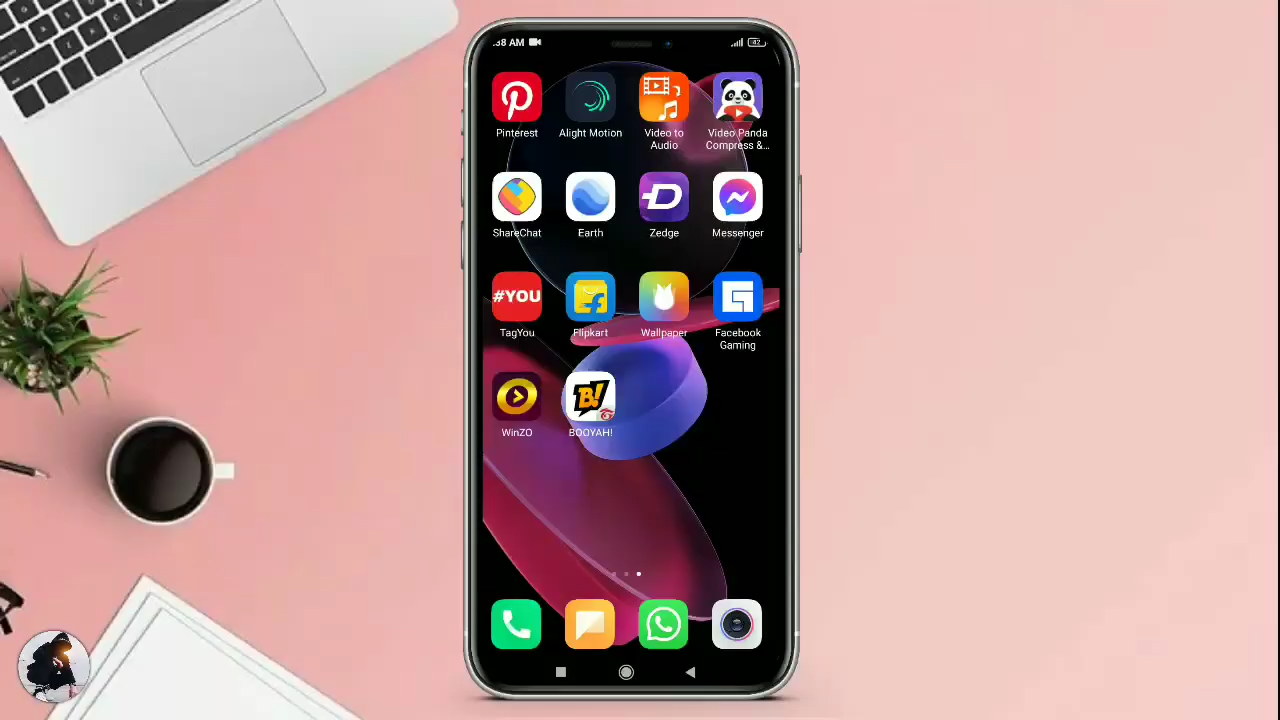 :38 AM
82
Pinterest
Alight Motion
Video to
Audio
Video Panda
Compress &...
ShareChat
Earth
Zedge
Messenger
#YOU
TagYou
Flipkart
Wallpaper
Facebook
Gaming
WinZO
B!
BOOYAH!